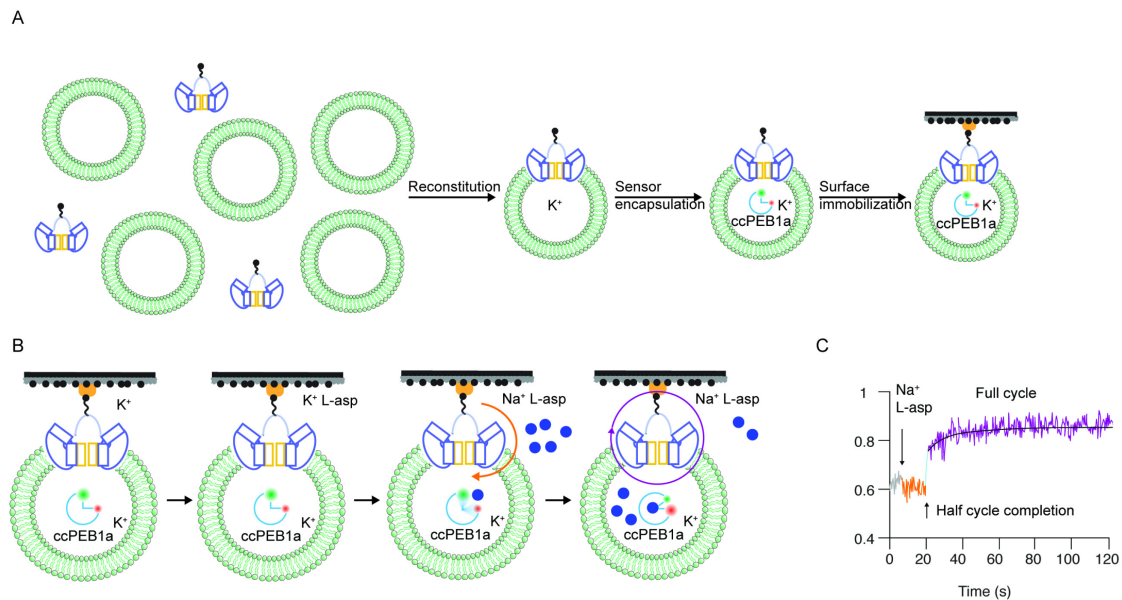 A
Reconstitution
K⁺
Sensor
encapsulation
K⁺
ccPEB1a
Surface
immobilization
K⁺
ccPEB1a
B
K⁺
K⁺
ccPEB1a
K⁺ L-asp
K⁺
ccPEB1a
Na⁺ L-asp
K⁺
ccPEB1a
Na⁺ L-asp
K⁺
ccPEB1a
C
1
0.8
0.6
0.4
Na⁺
L-asp
Full cycle
Half cycle completion
0 20 40 60 80 100 120
Time (s)